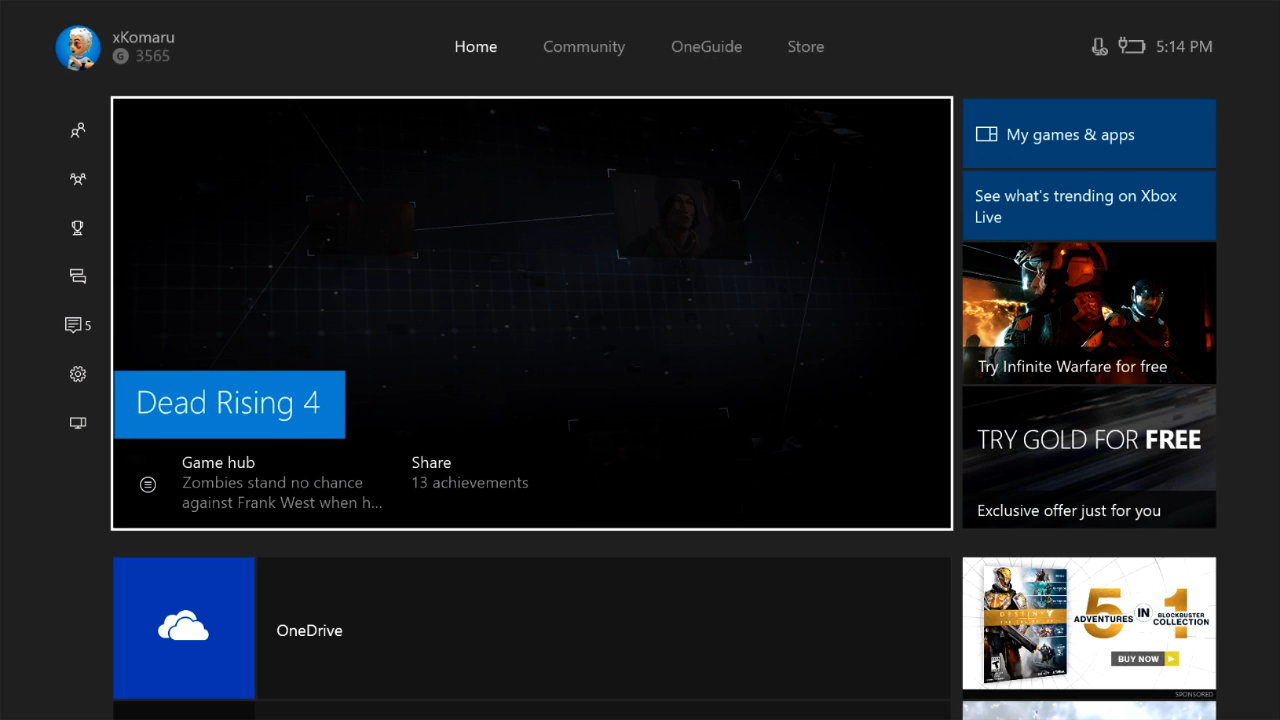 xKomaru
G 3565
Home
Community
OneGuide
Store
5:14 PM
5
My games & apps
See what's trending on Xbox
Live
Try Infinite Warfare for free
TRY GOLD FOR FREE
Exclusive offer just for you
Dead Rising 4
Game hub
Zombies stand no chance
against Frank West when h...
Share
13 achievements
OneDrive
DESTINY
5 ADVENTURES IN 1 BLOCKBUSTER
COLLECTION
BUY NOW
SPONSORED